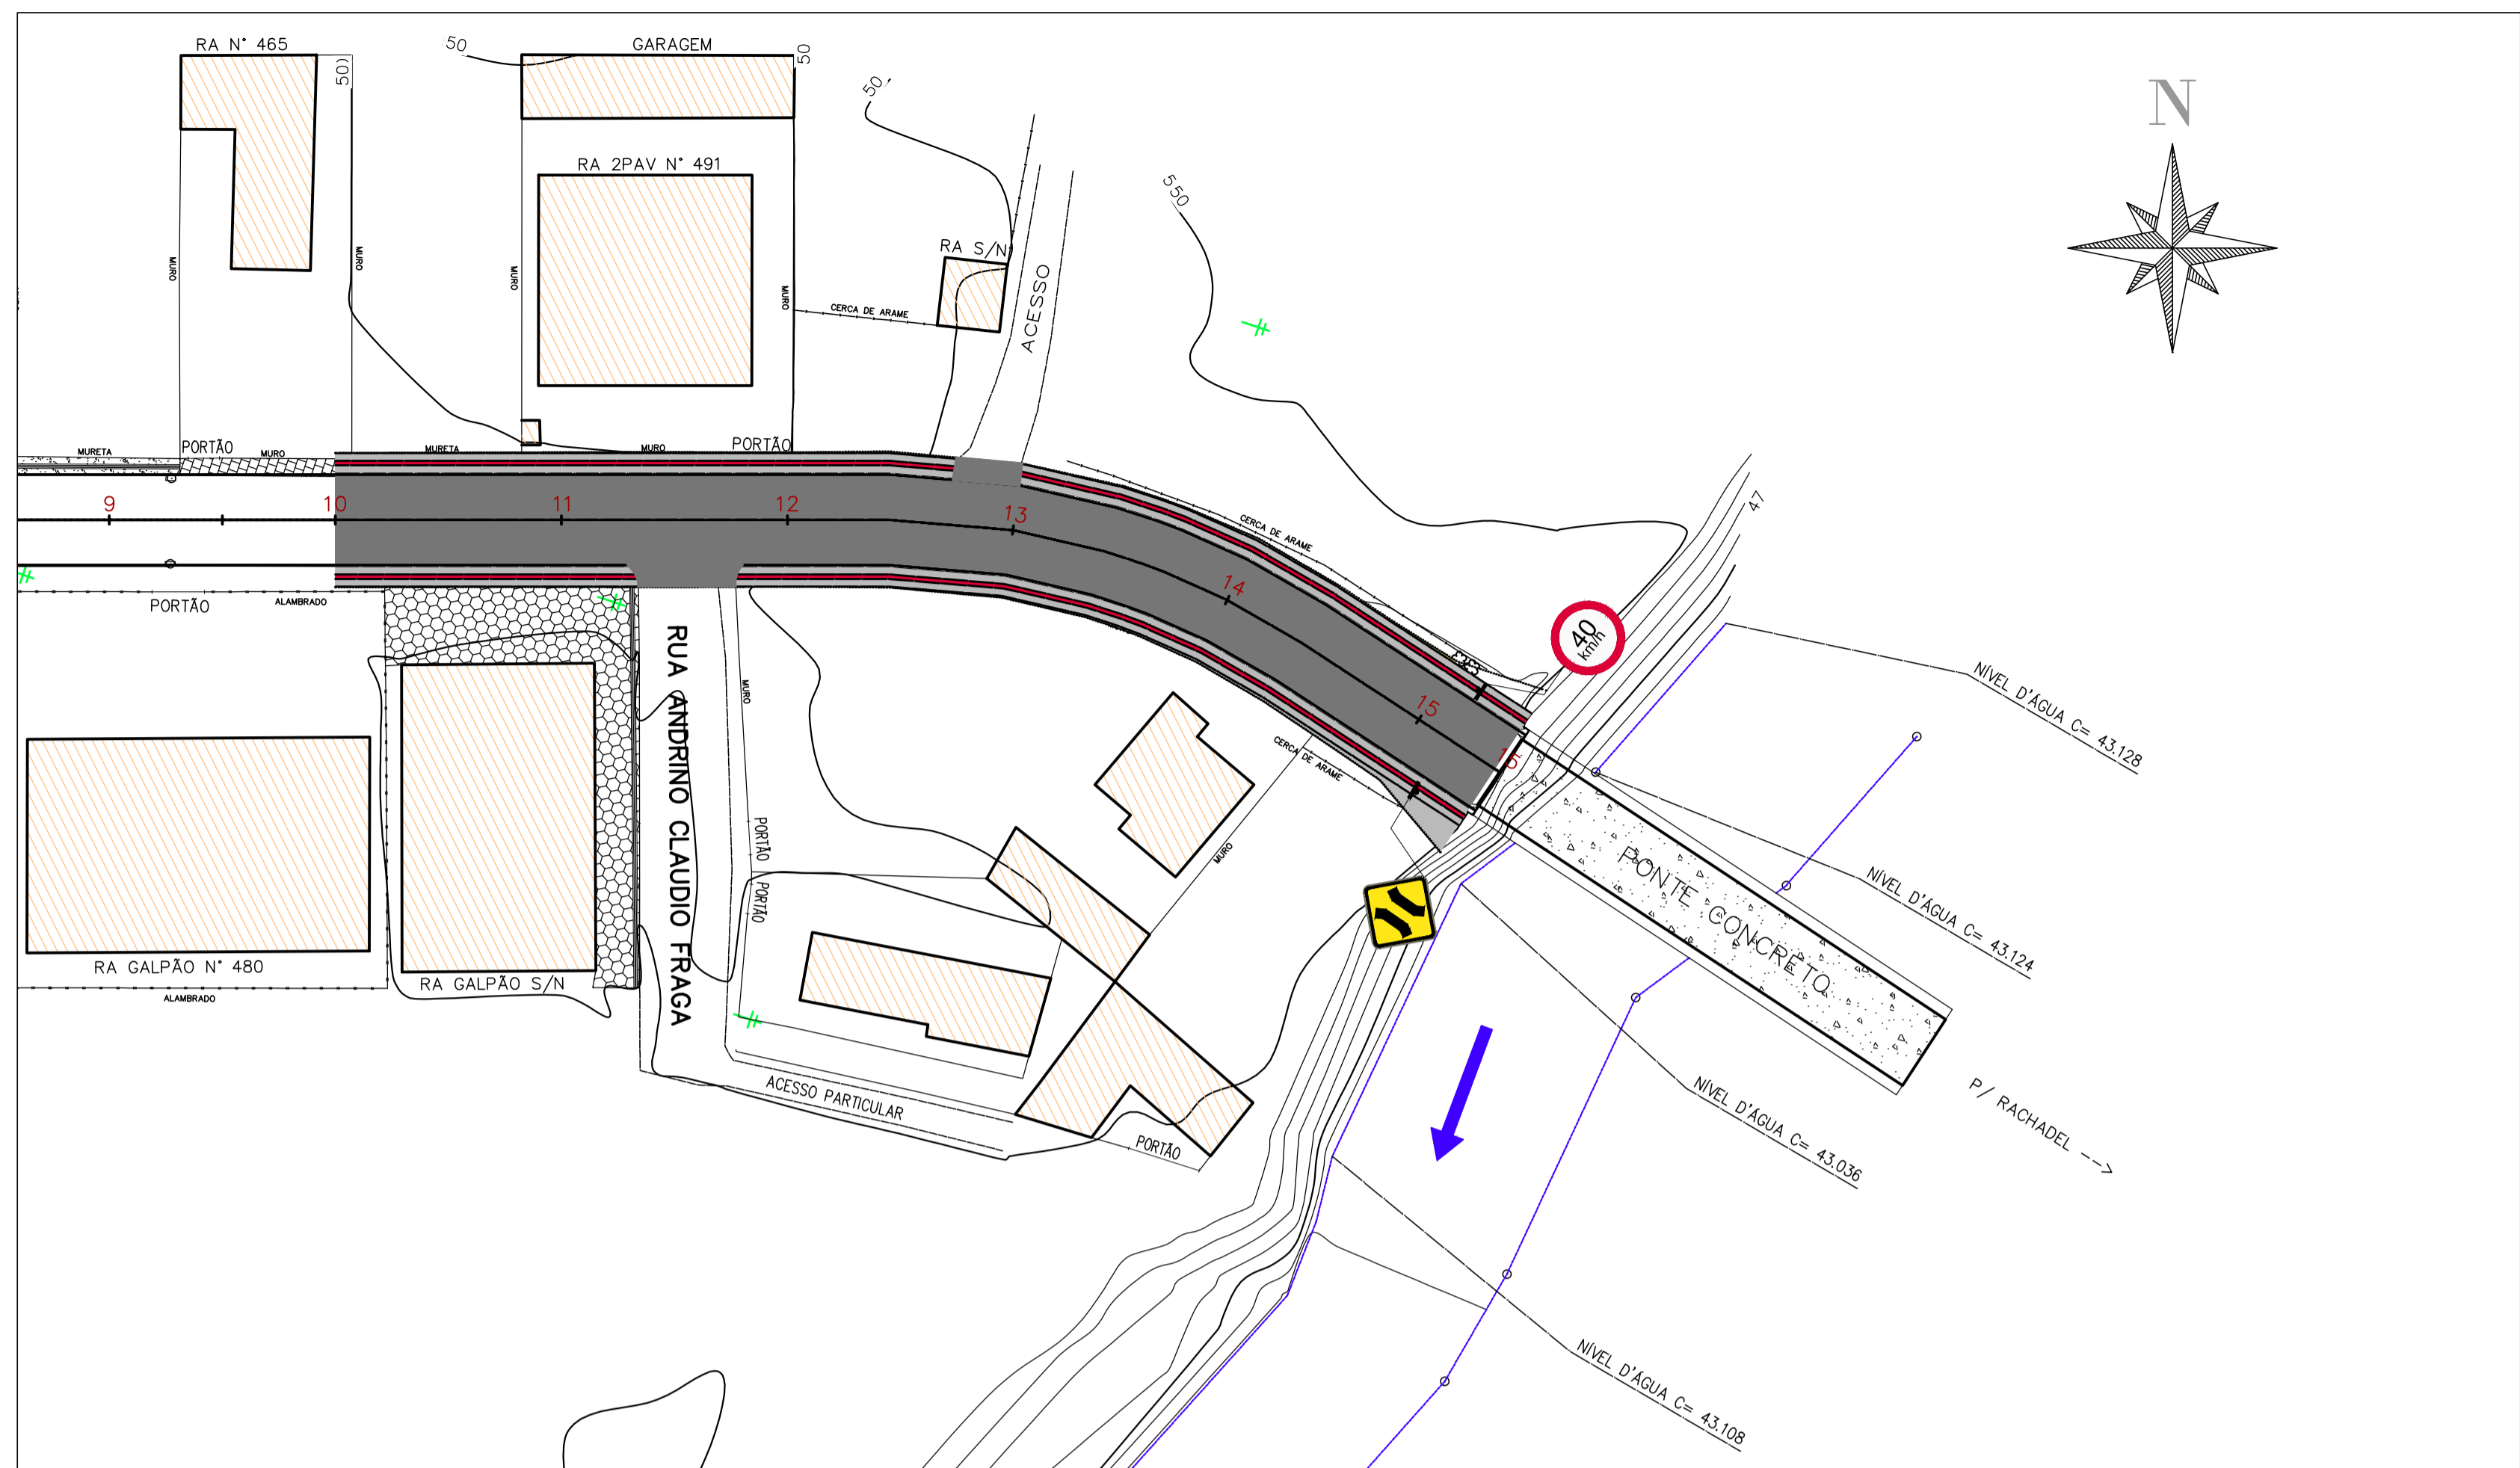 RA N° 465
50)
50
GARAGEM
50
50
N
RA 2PAV N° 491
550
RA S/N
ACESSO
MURO
MURO
MURO
MURO
CERCA DE ARAME
MURETA
PORTÃO
MURO
MURETA
MURO
PORTÃO
47
9
10
11
12
13
CERCA DE ARAME
14
PORTÃO
ALAMBRADO
40
km/h
RUA ANDRINO CLAUDIO FRAGA
MURO
15
NÍVEL D'ÁGUA C= 43.128
CERCA DE ARAME
PORTÃO
MURO
PORTÃO
PONTE CONCRETO
NÍVEL D'ÁGUA C= 43.124
RA GALPÃO N° 480
RA GALPÃO S/N
ALAMBRADO
ACESSO PARTICULAR
PORTÃO
NÍVEL D'ÁGUA C= 43.036
P/ RACHADEL -->
NÍVEL D'ÁGUA C= 43.108